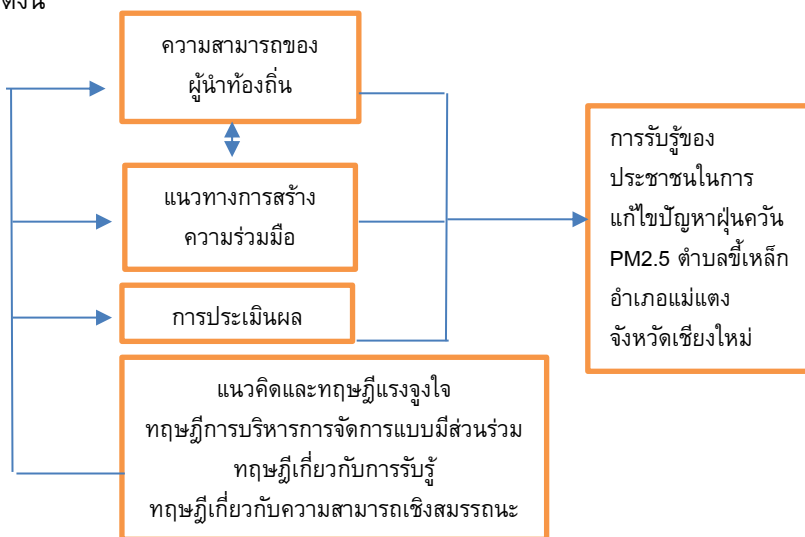 ดังนี้
ความสามารถของ
ผู้นำท้องถิ่น
แนวทางการสร้าง
ความร่วมมือ
การประเมินผล
แนวคิดและทฤษฎีแรงจูงใจ
ทฤษฎีการบริหารการจัดการแบบมีส่วนร่วม
ทฤษฎีเกี่ยวกับการรับรู้
ทฤษฎีเกี่ยวกับความสามารถเชิงสมรรถนะ
การรับรู้ของ
ประชาชนในการ
แก้ไขปัญหาฝุ่นควัน
PM2.5 ตำบลขี้เหล็ก
อำเภอแม่แตง
จังหวัดเชียงใหม่